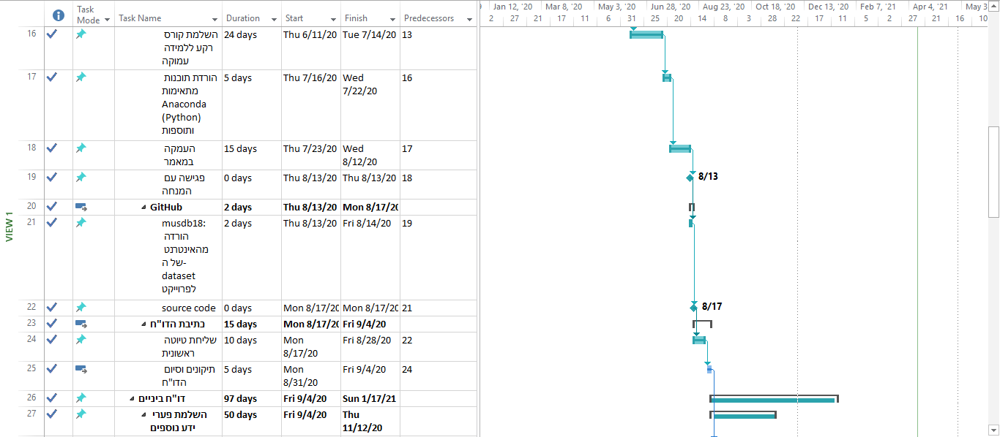 Task Mode Task Name Duration Start Finish Predecessors
Jan 12, '20 Mar 8, '20 May 3, '20 Jun 28, '20 Aug 23, '20 Oct 18, '20 Dec 13, '20 Feb 7, '21 Apr 4, '21 May 3
2 27 23 17 11 6 31 25 20 14 8 3 28 22 17 11 5 2 27 21 16 10
VIEW 1
16 השלמת קורס 24 days Thu 6/11/20 Tue 7/14/20 13
רקע ללמידה
עמוקה
17 הורדת תוכנות 5 days Thu 7/16/20 Wed 16
מתאימות 7/22/20
Anaconda
(Python)
ותוספות
18 העמקה 15 days Thu 7/23/20 Wed 17
במאמר 8/12/20
19 פגישה עם 0 days Thu 8/13/20 Thu 8/13/20 18 8/13
המנחה
20 GitHub 2 days Thu 8/13/20 Mon 8/17/20
21 musdb18: 2 days Thu 8/13/20 Fri 8/14/20 19
הורדה
מהאינטרנט
של ה-
dataset
לפרוייקט
22 source code 0 days Mon 8/17/20 Mon 8/17/20 21 8/17
23 כתיבת הדו"ח 15 days Mon 8/17/20 Fri 9/4/20
24 שליחת טיוטה 10 days Mon Fri 8/28/20 22
ראשונית 8/17/20
25 תיקונים וסיום 5 days Mon Fri 9/4/20 24
הדו"ח 8/31/20
26 דו"ח ביניים 97 days Fri 9/4/20 Sun 1/17/21
27 השלמת פערי 50 days Fri 9/4/20 Thu
ידע נוספים 11/12/20